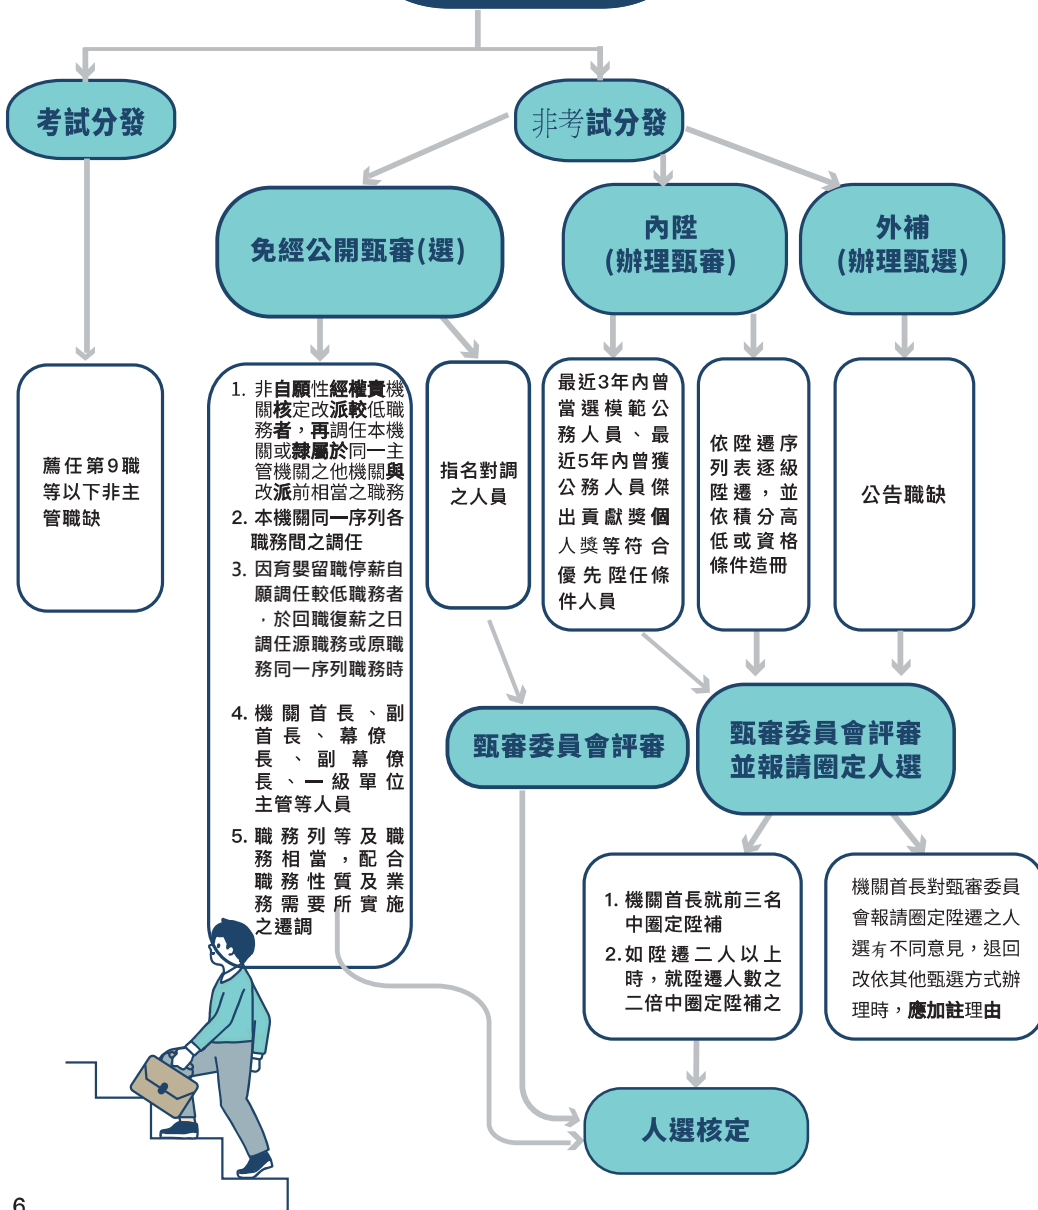 考試分發
非考試分發
免經公開甄審(選)
內陞
(辦理甄審)
外補
(辦理甄選)
薦任第9職
等以下非主
管職缺
1. 非自願性經權責機
關核定改派較低職
務者，再調任本機
關或隸屬於同一主
管機關之他機關與
改派前相當之職務
2. 本機關同一序列各
職務間之調任
3. 因育嬰留職停薪自
願調任較低職務者
，於回職復薪之日
調任源職務或原職
務同一序列職務時
4. 機關首長、副
首長、幕僚
長、副幕僚
長、一級單位
主管等人員
5. 職務列等及職
務相當，配合
職務性質及業
務需要所實施
之遷調
指名對調
之人員
最近3年內曾
當選模範公
務人員、最
近5年內曾獲
公務人員傑
出貢獻獎個
人獎等符合
優先陞任條
件人員
依陞遷序
列表逐級
陞遷，並
依積分高
低或資格
條件造冊
公告職缺
甄審委員會評審
甄審委員會評審
並報請圈定人選
1. 機關首長就前三名
中圈定陞補
2. 如陞遷二人以上
時，就陞遷人數之
二倍中圈定陞補之
機關首長對甄審委員
會報請圈定陞遷之人
選有不同意見，退回
改依其他甄選方式辦
理時，應加註理由
人選核定
6